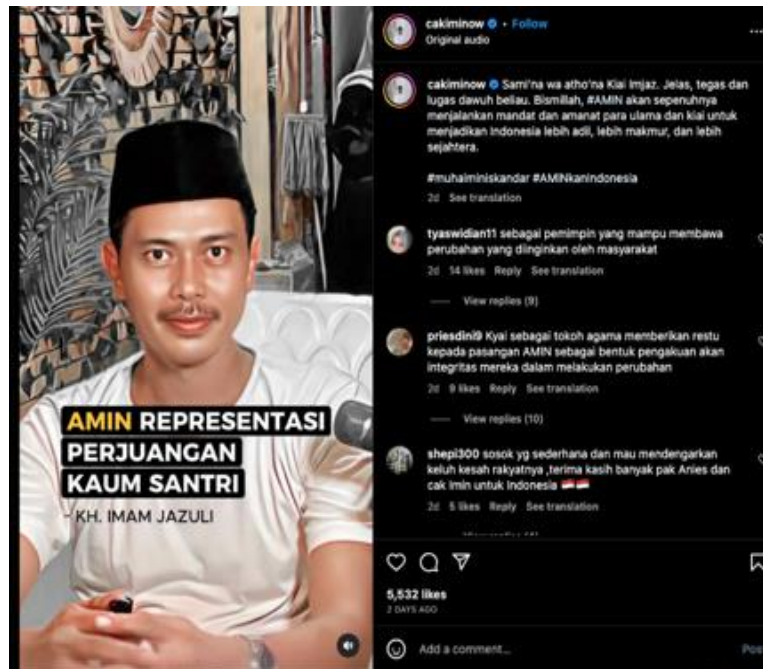 AMIN REPRESENTASI
PERJUANGAN
KAUM SANTRI
- KH. IMAM JAZULI
cakiminow • Follow
Original audio
cakiminow Sami'na wa atho'na Kiai Imjaz. Jelas, tegas dan
lugas dawuh beliau. Bismillah, #AMIN akan sepenuhnya
menjalankan mandat dan amanat para ulama dan kiai untuk
menjadikan Indonesia lebih adil, lebih makmur, dan lebih
sejahtera.
#muhaiminiskandar #AMINkanIndonesia
2d See translation
tyaswidian11 sebagai pemimpin yang mampu membawa
perubahan yang diinginkan oleh masyarakat
2d 14 likes Reply See translation
View replies (9)
priesdini9 Kyai sebagai tokoh agama memberikan restu
kepada pasangan AMIN sebagai bentuk pengakuan akan
integritas mereka dalam melakukan perubahan
2d 9 likes Reply See translation
View replies (10)
shepi300 sosok yg sederhana dan mau mendengarkan
keluh kesah rakyatnya ,terima kasih banyak pak Anies dan
cak imin untuk Indonesia 🇮🇩🇮🇩
2d 5 likes Reply See translation
5,532 likes
2 DAYS AGO
Add a comment...